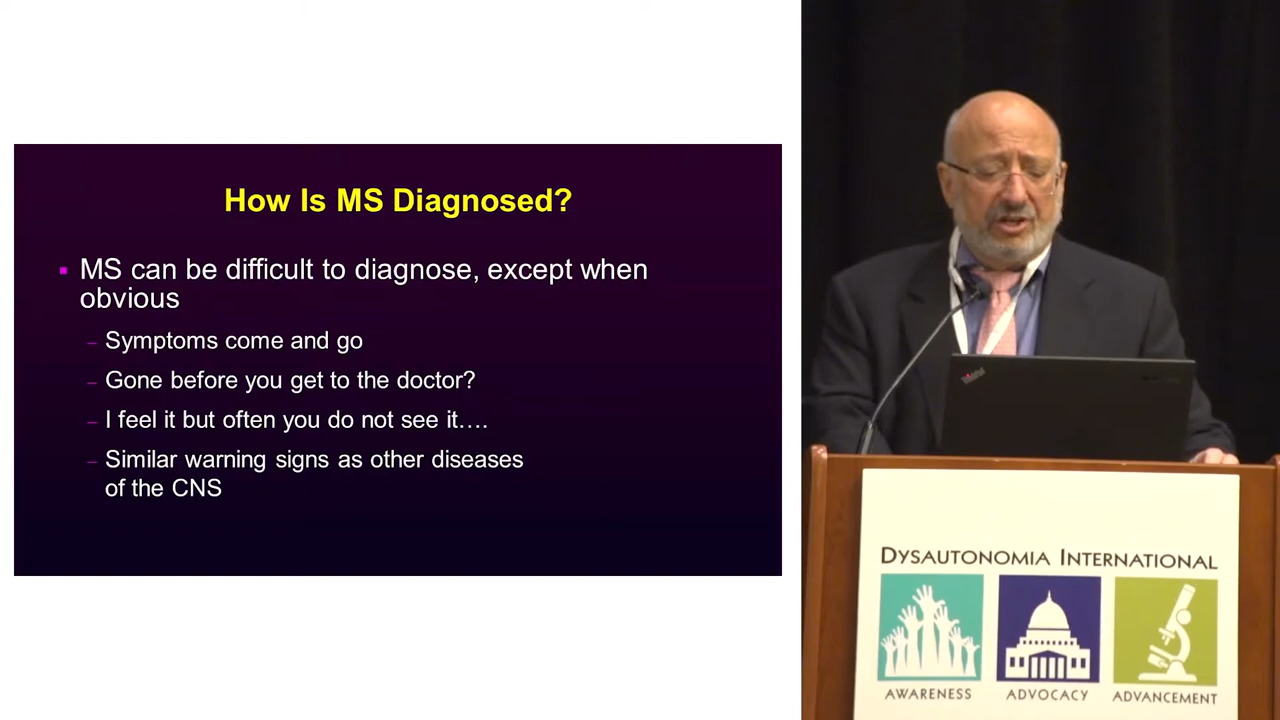 How Is MS Diagnosed?
▪ MS can be difficult to diagnose, except when
obvious
– Symptoms come and go
– Gone before you get to the doctor?
– I feel it but often you do not see it….
– Similar warning signs as other diseases
of the CNS
DYSAUTONOMIA INTERNATIONAL
AWARENESS
ADVOCACY
ADVANCEMENT